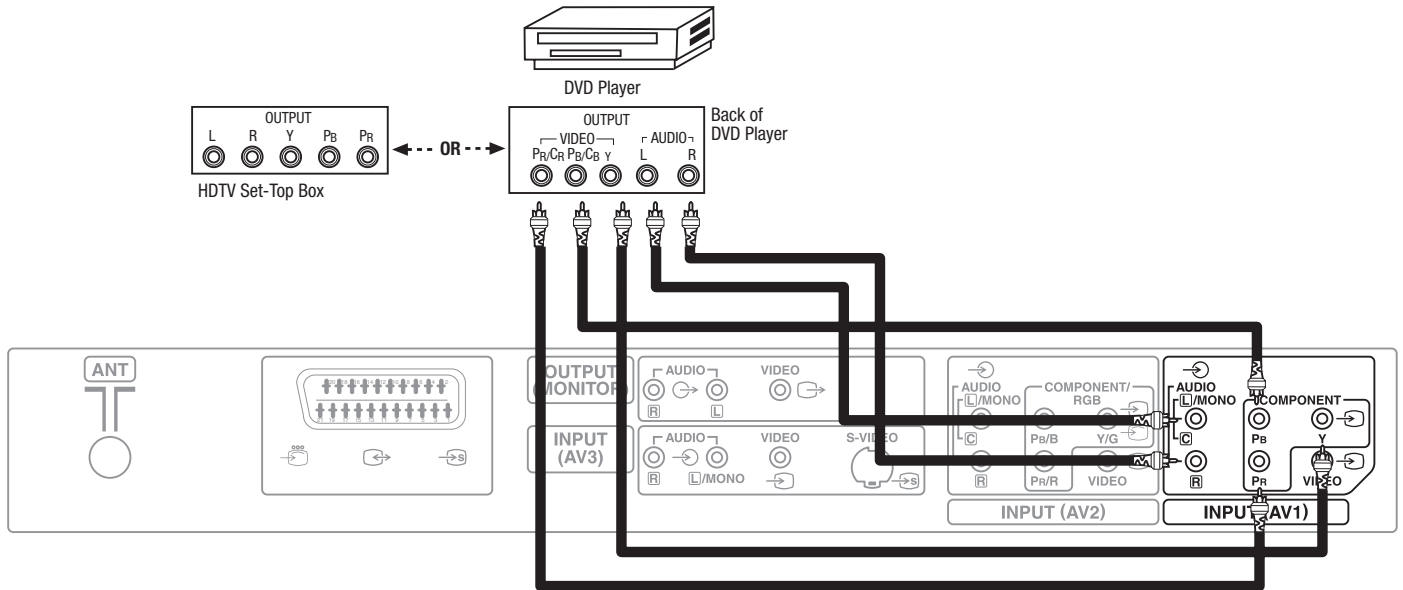 DVD Player
OUTPUT
L R Y PB PR
HDTV Set-Top Box
OR
OUTPUT
VIDEO AUDIO
PR/CR PB/CB Y L R
Back of
DVD Player
ANT
OUTPUT
(MONITOR)
AUDIO
R L
VIDEO
INPUT
(AV3)
AUDIO
R L/MONO
VIDEO
S-VIDEO
S
S
AUDIO
L/MONO
C
R
COMPONENT/
RGB
PB/B Y/G
PR/R VIDEO
INPUT (AV2)
AUDIO
L/MONO
C
R
COMPONENT
PB Y
PR VIDEO
INPUT (AV1)